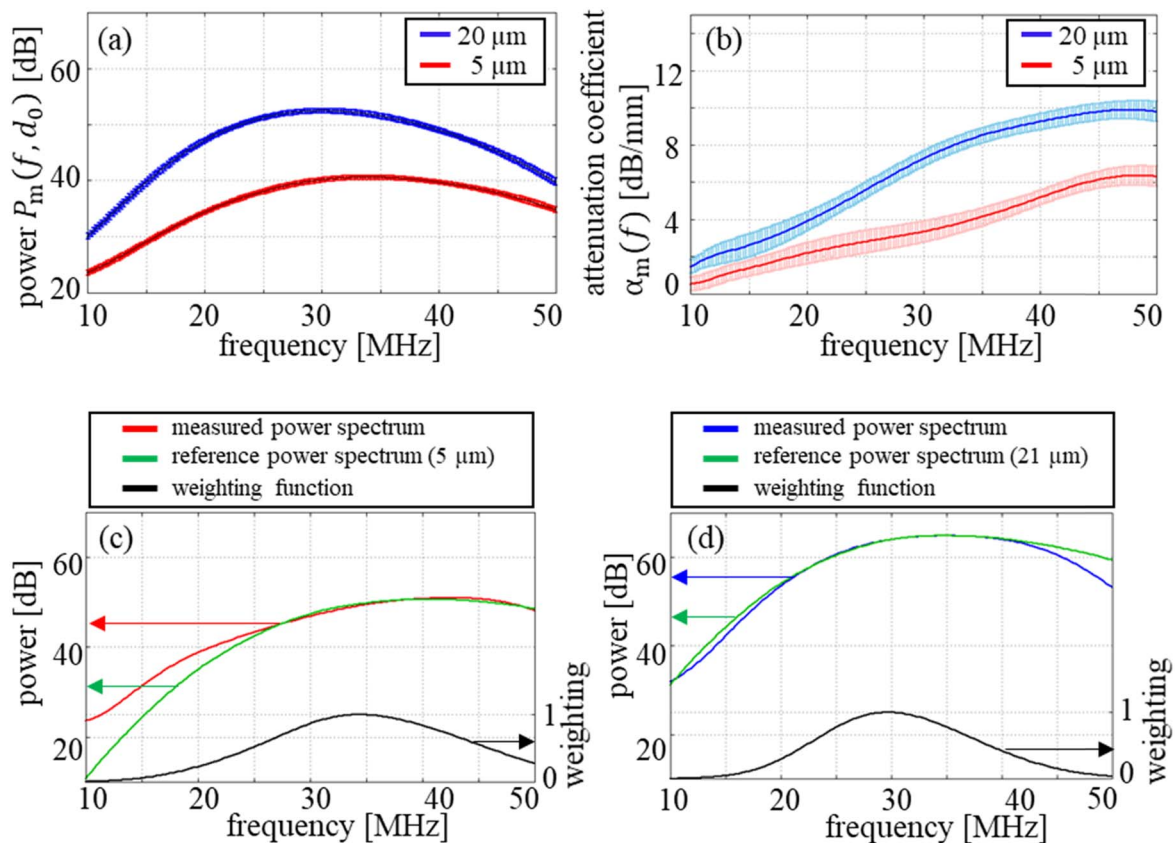 (a)
20 µm
5 µm
power Pₘ(f, d₀) [dB]
60
40
20
10 20 30 40 50
frequency [MHz]
(b)
20 µm
5 µm
attenuation coefficient
αₘ(f) [dB/mm]
12
8
4
0
10 20 30 40 50
frequency [MHz]
measured power spectrum
reference power spectrum (5 µm)
weighting function
(c)
power [dB]
60
40
20
1
0
weighting
10 20 30 40 50
frequency [MHz]
measured power spectrum
reference power spectrum (21 µm)
weighting function
(d)
power [dB]
60
40
20
1
0
weighting
10 20 30 40 50
frequency [MHz]